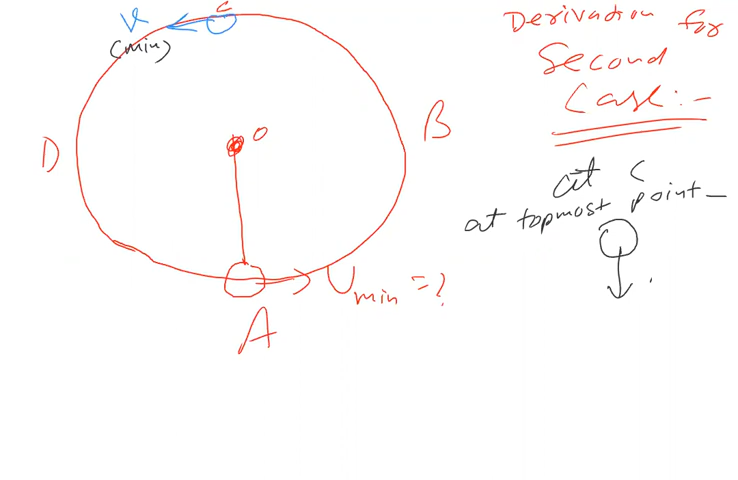 Derivation for
Second
Case:-
C
V
(min)
D
O
B
at C
at topmost point-
Umin =?
A